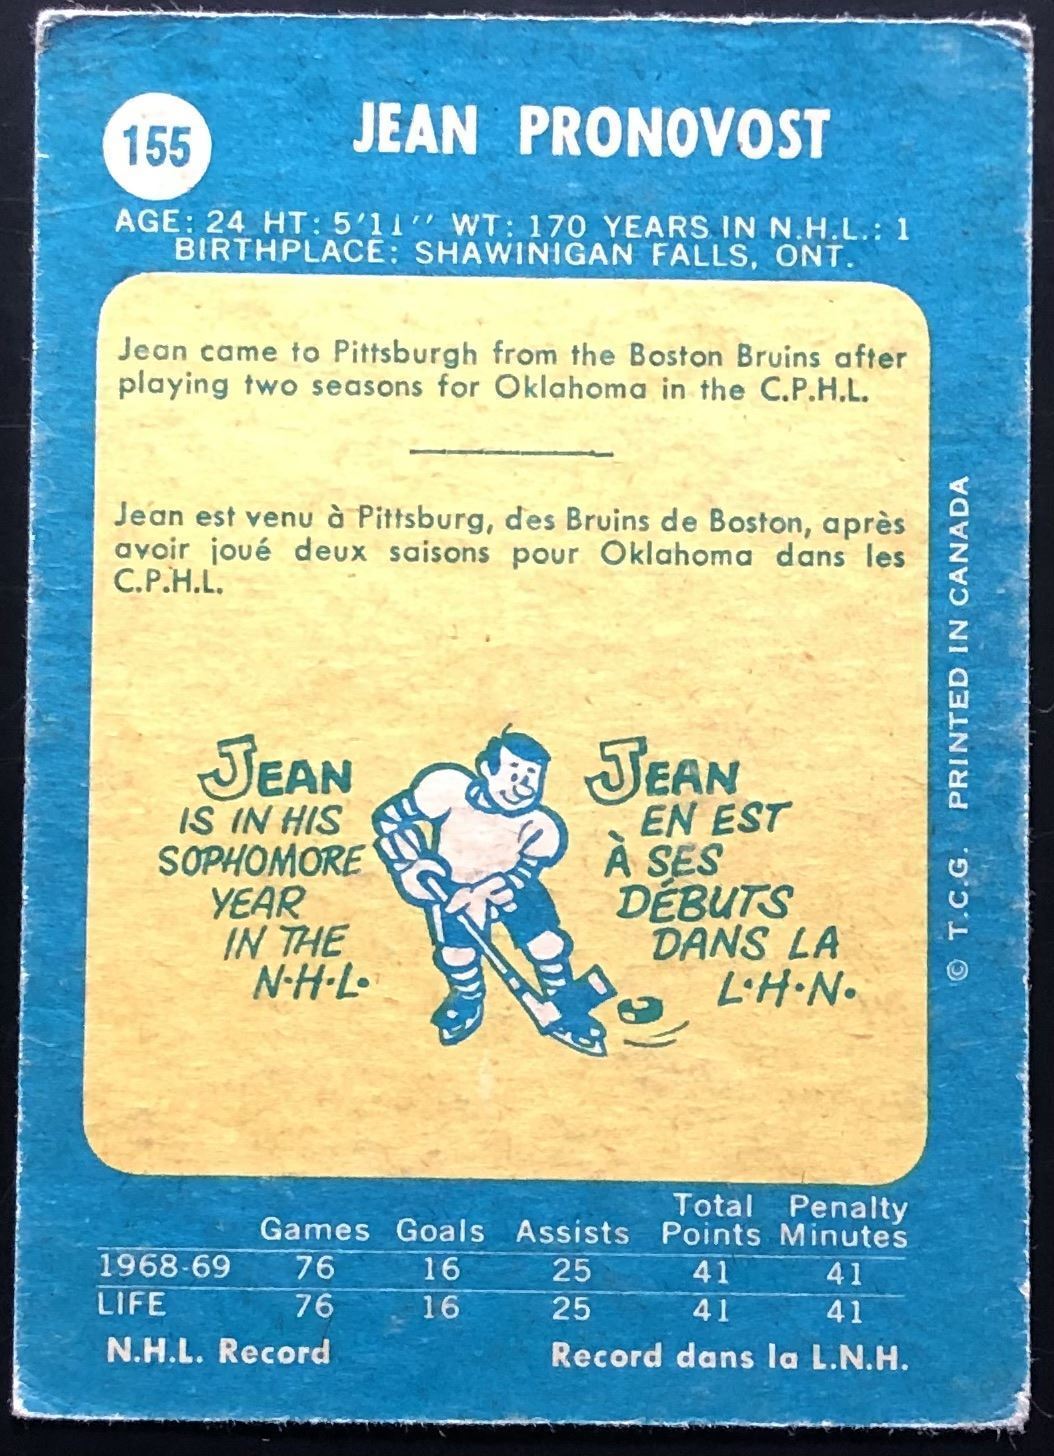 155
JEAN PRONOVOST
AGE: 24 HT: 5'11'' WT: 170 YEARS IN N.H.L.: 1
BIRTHPLACE: SHAWINIGAN FALLS, ONT.
Jean came to Pittsburgh from the Boston Bruins after
playing two seasons for Oklahoma in the C.P.H.L.
Jean est venu à Pittsburg, des Bruins de Boston, après
avoir joué deux saisons pour Oklahoma dans les
C.P.H.L.
JEAN
IS IN HIS
SOPHOMORE
YEAR
IN THE
N.H.L.
JEAN
EN EST
À SES
DÉBUTS
DANS LA
L.H.N.
© T.C.G. PRINTED IN CANADA
Total Penalty
Games Goals Assists Points Minutes
1968-69 76 16 25 41 41
LIFE 76 16 25 41 41
N.H.L. Record Record dans la L.N.H.